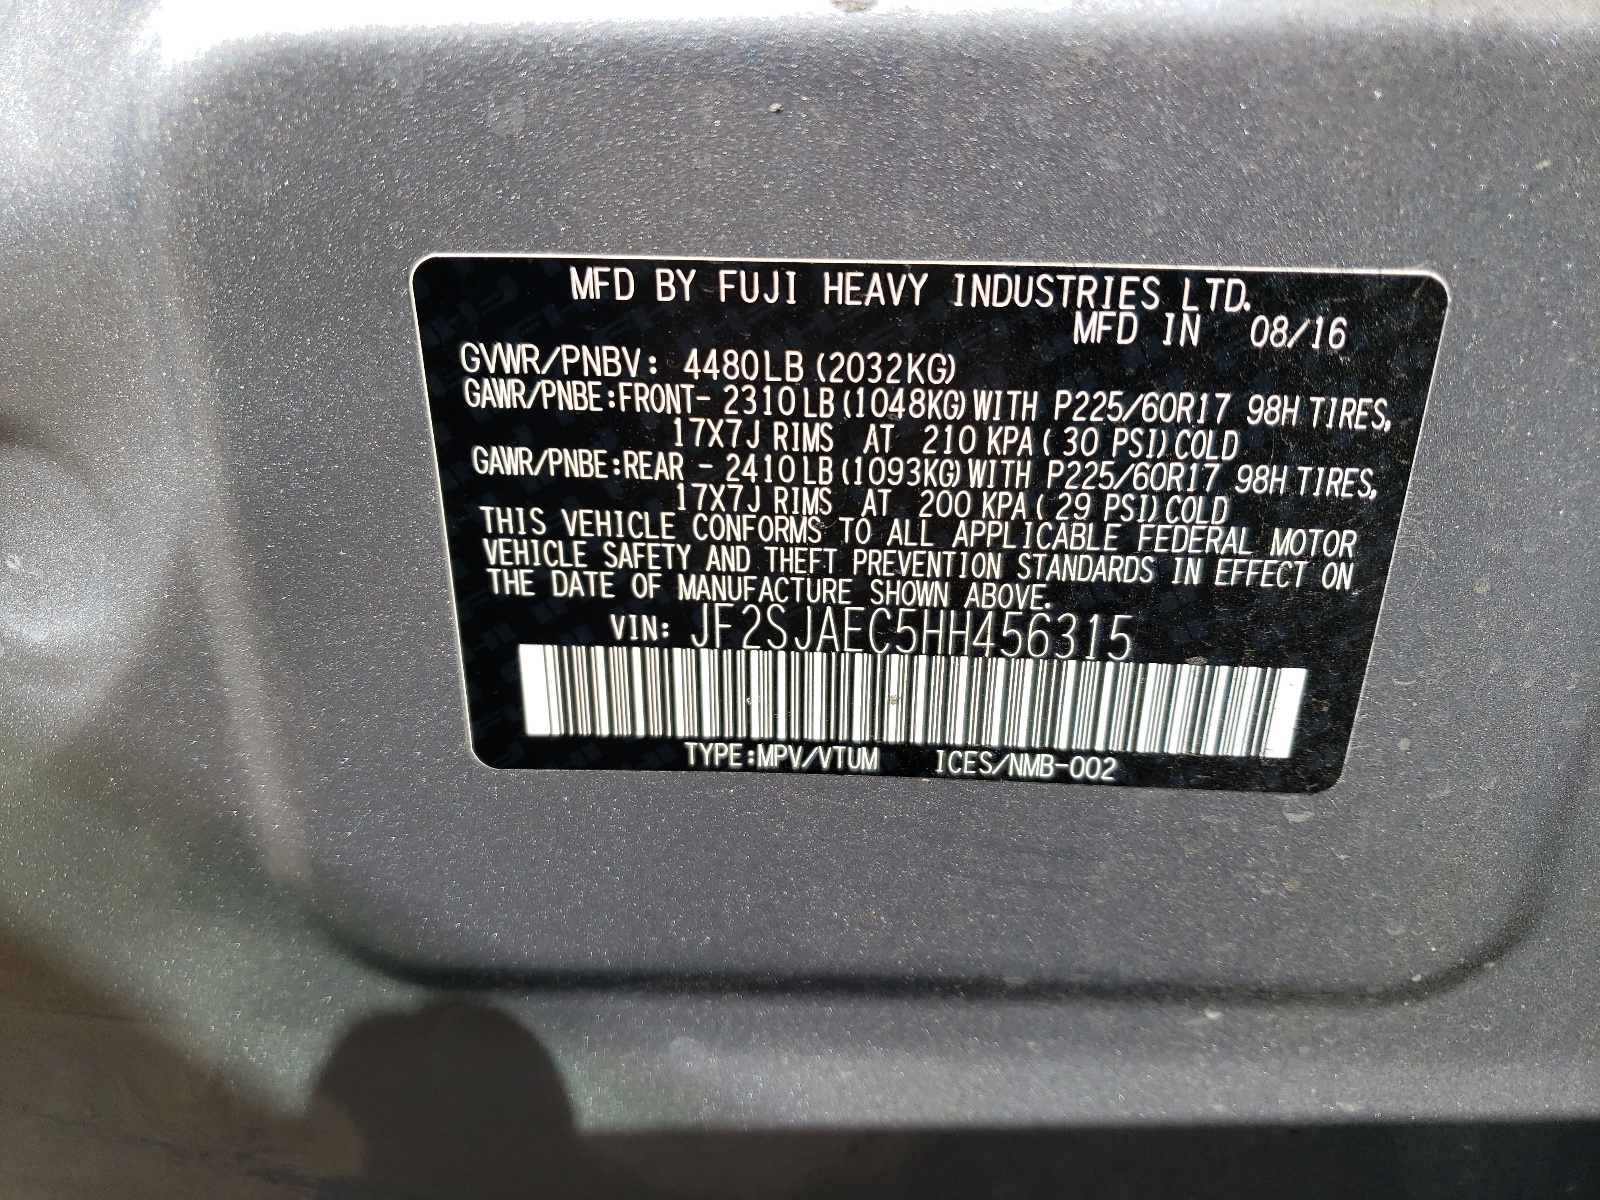 MFD BY FUJI HEAVY INDUSTRIES LTD.
MFD IN 08/16
GVWR/PNBV: 4480LB (2032KG)
GAWR/PNBE:FRONT- 2310LB (1048KG) WITH P225/60R17 98H TIRES,
17X7J RIMS AT 210 KPA ( 30 PSI) COLD
GAWR/PNBE:REAR - 2410LB (1093KG) WITH P225/60R17 98H TIRES,
17X7J RIMS AT 200 KPA ( 29 PSI) COLD
THIS VEHICLE CONFORMS TO ALL APPLICABLE FEDERAL MOTOR
VEHICLE SAFETY AND THEFT PREVENTION STANDARDS IN EFFECT ON
THE DATE OF MANUFACTURE SHOWN ABOVE.
VIN: JF2SJAEC5HH456315
TYPE:MPV/VTUM ICES/NMB-002